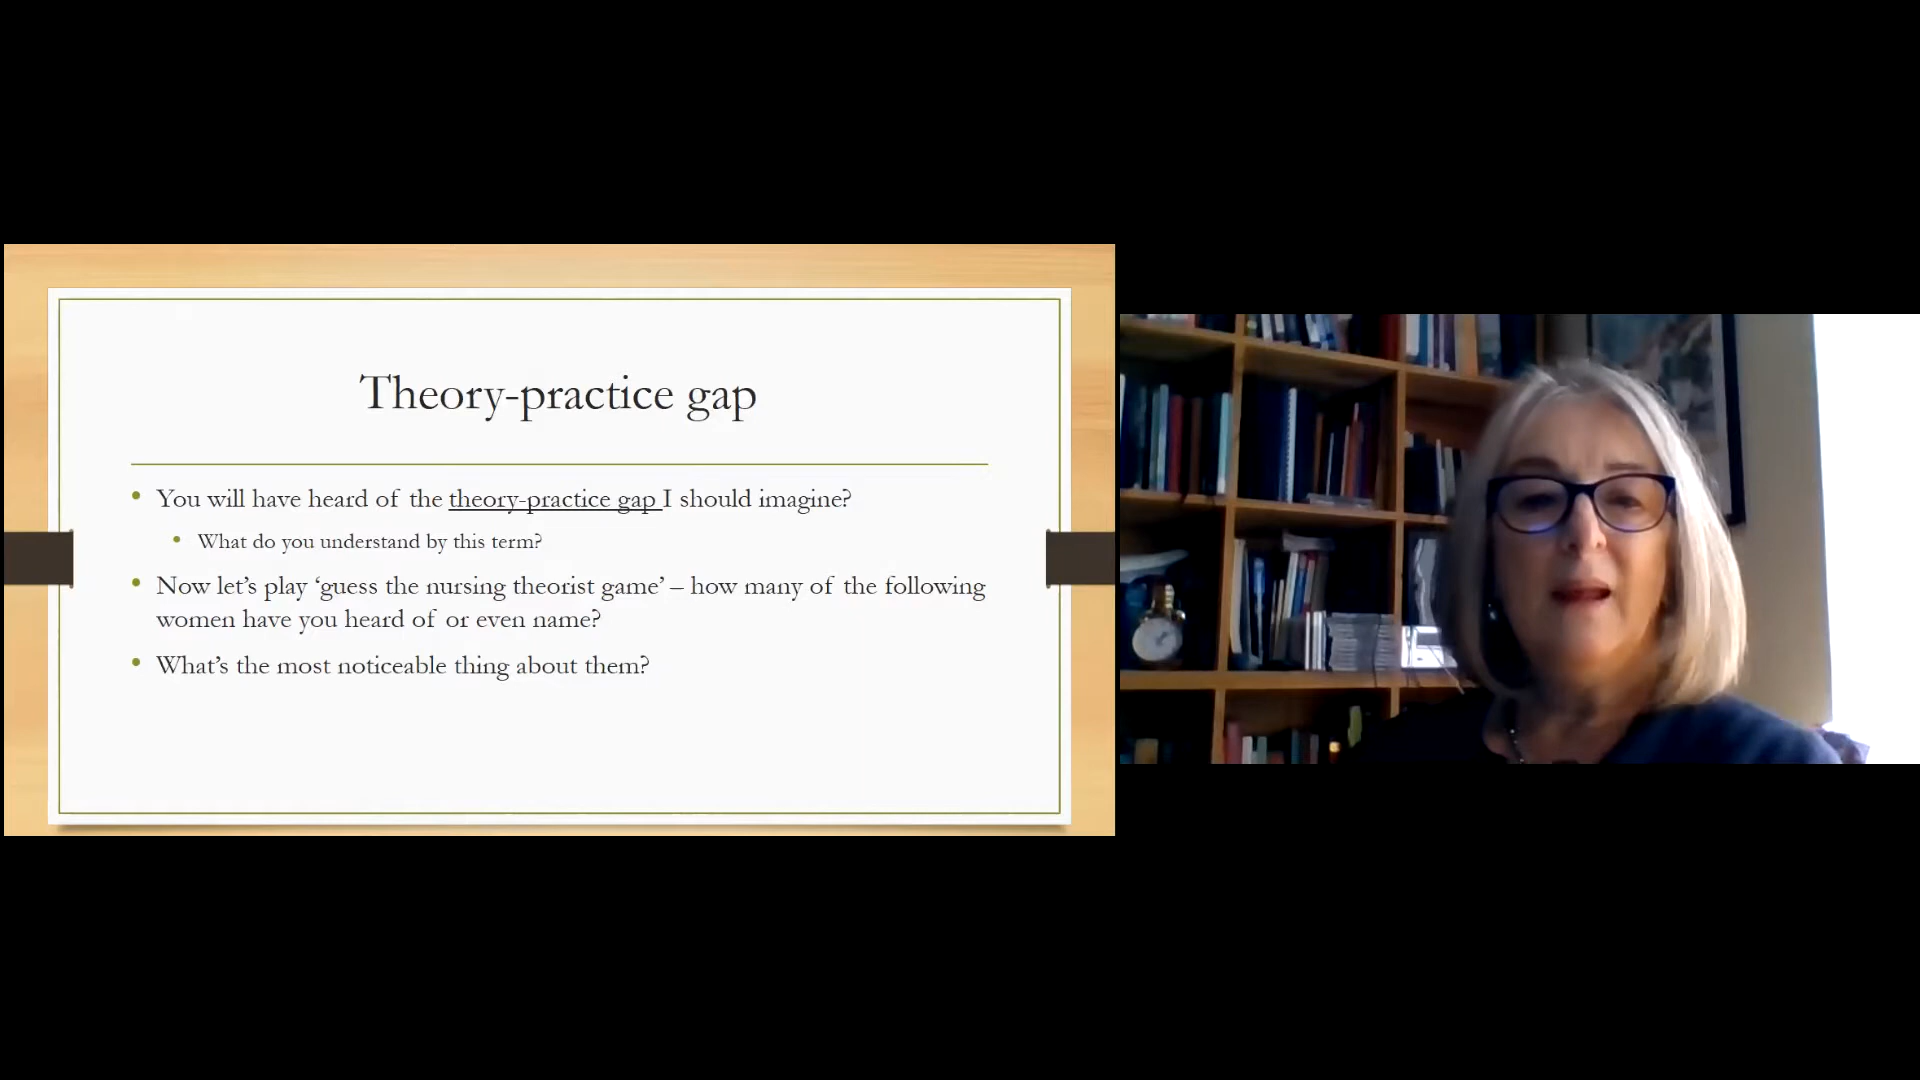 Theory-practice gap
• You will have heard of the theory-practice gap I should imagine?
• What do you understand by this term?
• Now let’s play ‘guess the nursing theorist game’ – how many of the following
women have you heard of or even name?
• What’s the most noticeable thing about them?